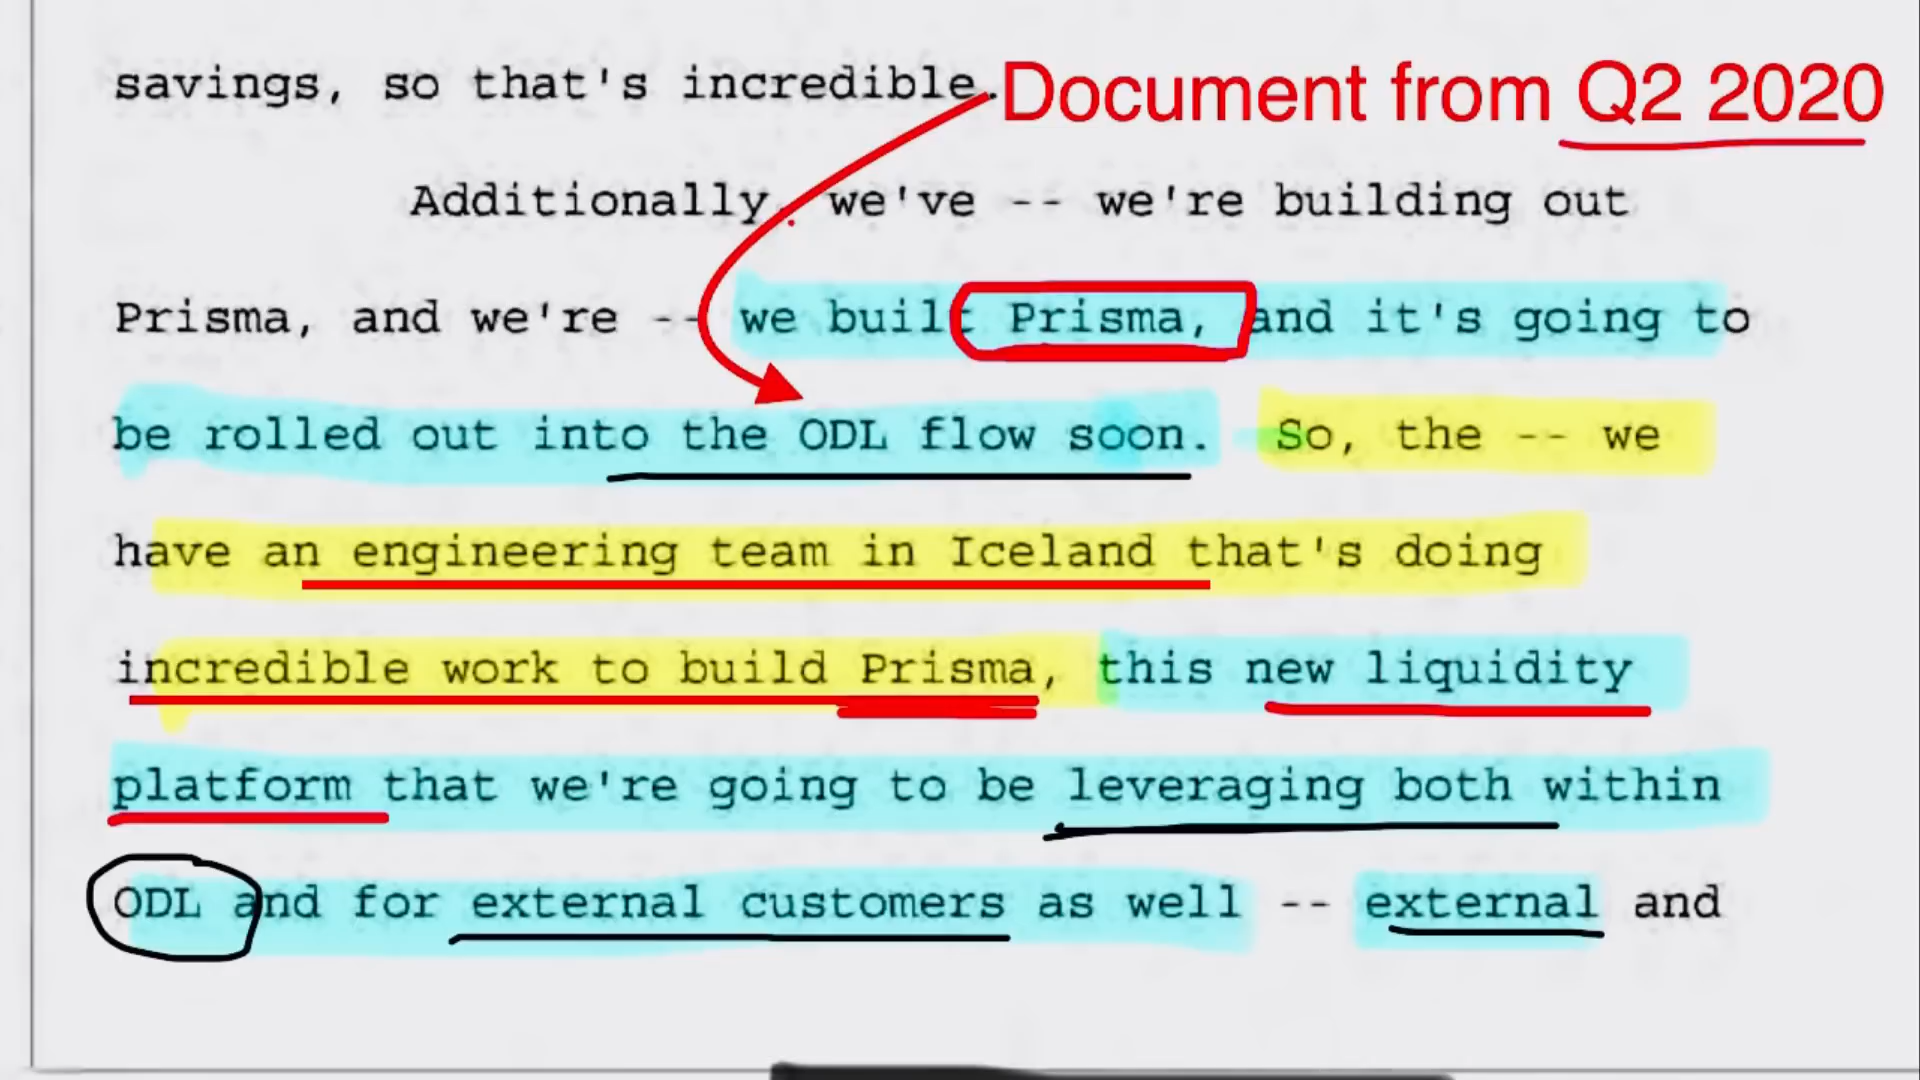 savings, so that's incredible.
Document from Q2 2020
Additionally, we've -- we're building out
Prisma, and we're -- we built Prisma, and it's going to
be rolled out into the ODL flow soon. So, the -- we
have an engineering team in Iceland that's doing
incredible work to build Prisma, this new liquidity
platform that we're going to be leveraging both within
ODL and for external customers as well -- external and